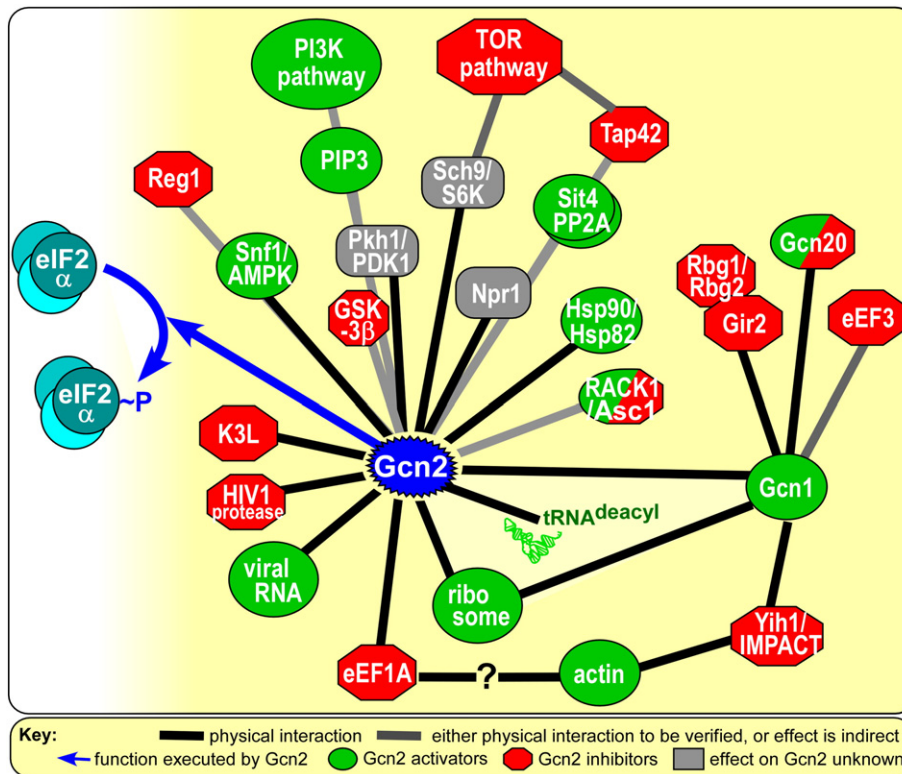 PI3K
pathway
TOR
pathway
PIP3
Tap42
Reg1
Sch9/
S6K
Sit4
PP2A
Gcn20
Snf1/
AMPK
Pkh1/
PDK1
Rbg1/
Rbg2
eIF2
α
Npr1
GSK
-3β
Hsp90/
Hsp82
Gir2
eEF3
RACK1
/Asc1
eIF2
α
~P
K3L
Gcn2
Gcn1
HIV1
protease
tRNAdeacyl
viral
RNA
ribo
some
Yih1/
IMPACT
eEF1A
?
actin
Key: physical interaction either physical interaction to be verified, or effect is indirect
function executed by Gcn2 Gcn2 activators Gcn2 inhibitors effect on Gcn2 unknown